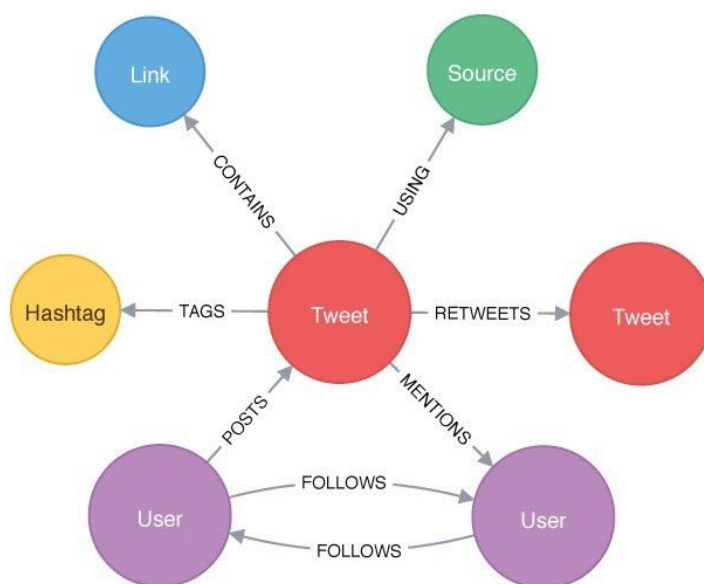 Link
Source
CONTAINS
USING
Hashtag
TAGS
Tweet
RETWEETS
Tweet
POSTS
MENTIONS
FOLLOWS
User
User
FOLLOWS